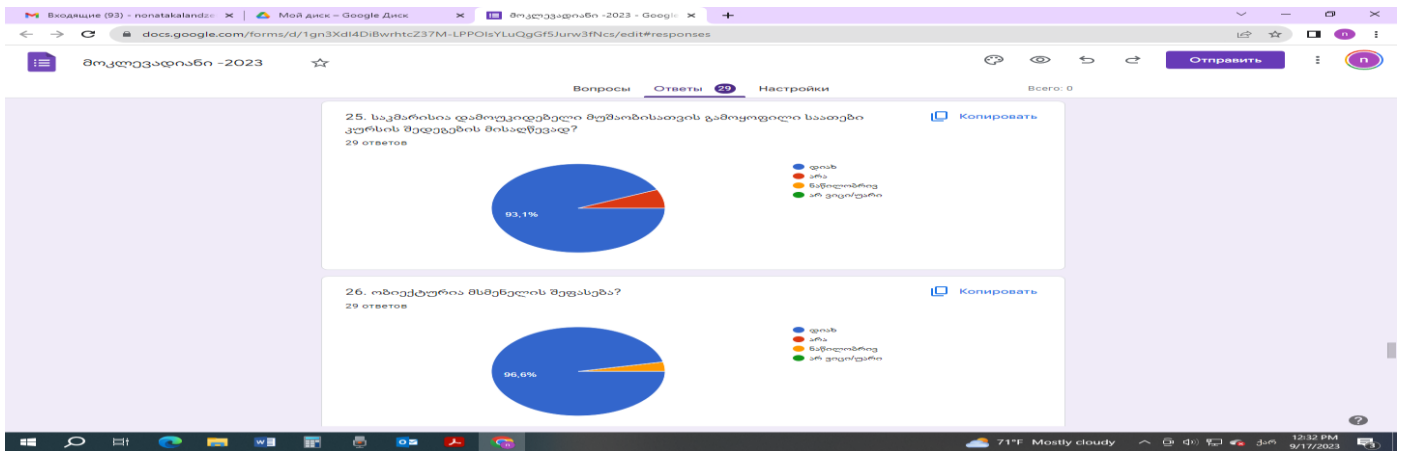 Входящие (93) - nonatakalandze
Мой диск – Google Диск
მოკლევადიანი -2023 - Google
docs.google.com/forms/d/1gn3XdI4DiBwrhtcZ37M-LPPOIsYLuQgGf5Jurw3fNcs/edit#responses
n
მოკლევადიანი -2023
Отправить
n
Вопросы Ответы 29 Настройки
Всего: 0
25. საკმარისია დამოუკიდებელი მუშაობისათვის გამოყოფილი საათები
კურსის შედეგების მისაღწევად?
Копировать
29 ответов
დიახ
არა
ნაწილობრივ
არ ვიცი/უარი
93,1%
26. ობიექტურია მსმენელის შეფასება?
Копировать
29 ответов
დიახ
არა
ნაწილობრივ
არ ვიცი/უარი
96,6%
71°F Mostly cloudy
ქარ
12:32 PM
9/17/2023
3